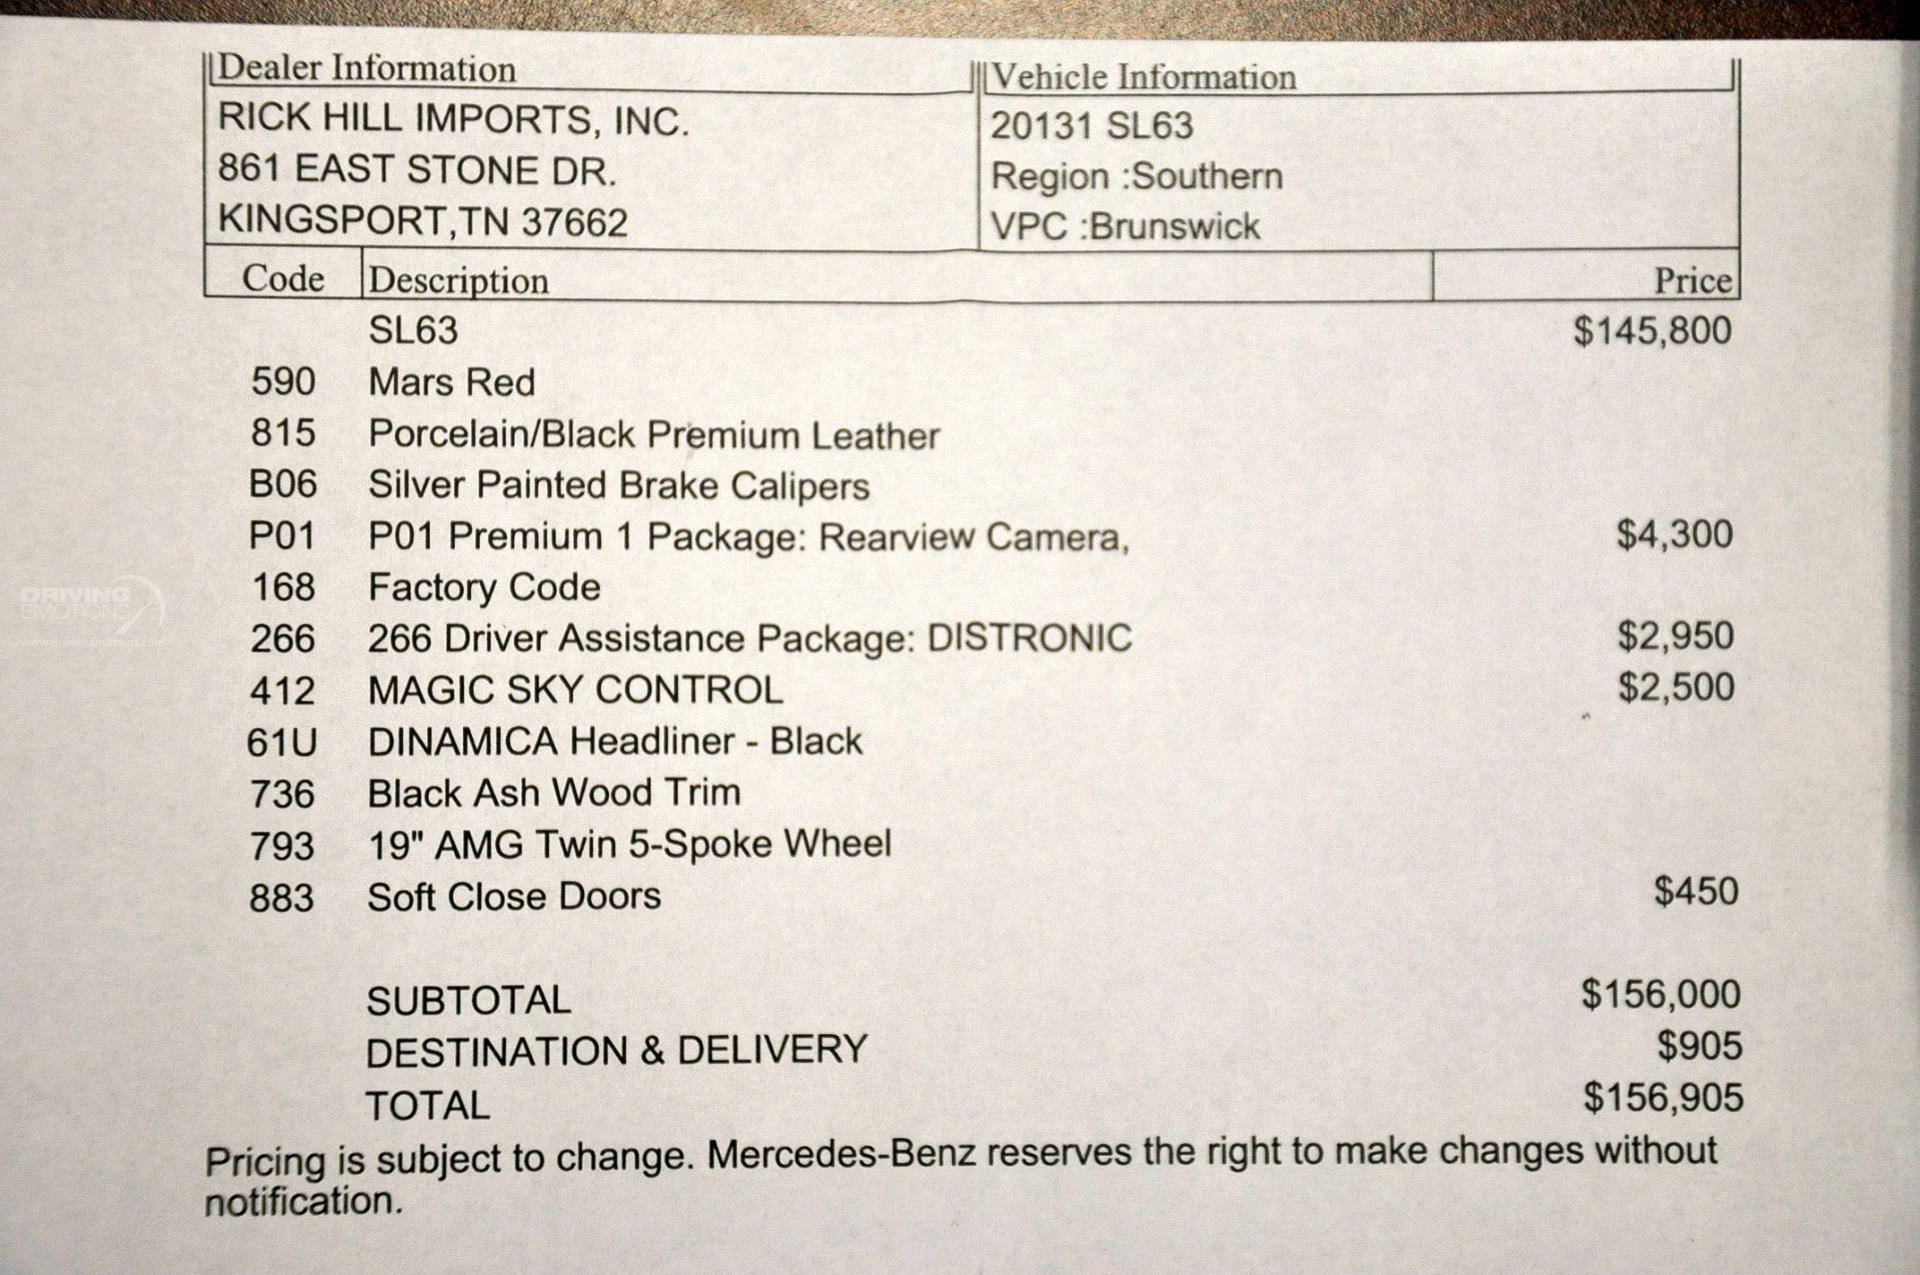 Dealer Information
Vehicle Information
RICK HILL IMPORTS, INC.
861 EAST STONE DR.
KINGSPORT,TN 37662
20131 SL63
Region :Southern
VPC :Brunswick
Code Description Price
SL63 $145,800
590 Mars Red
815 Porcelain/Black Premium Leather
B06 Silver Painted Brake Calipers
P01 P01 Premium 1 Package: Rearview Camera, $4,300
168 Factory Code
266 266 Driver Assistance Package: DISTRONIC $2,950
412 MAGIC SKY CONTROL $2,500
61U DINAMICA Headliner - Black
736 Black Ash Wood Trim
793 19" AMG Twin 5-Spoke Wheel
883 Soft Close Doors $450
SUBTOTAL $156,000
DESTINATION & DELIVERY $905
TOTAL $156,905
Pricing is subject to change. Mercedes-Benz reserves the right to make changes without
notification.
DRIVING
EMOTIONS
www.drivingemotions.com